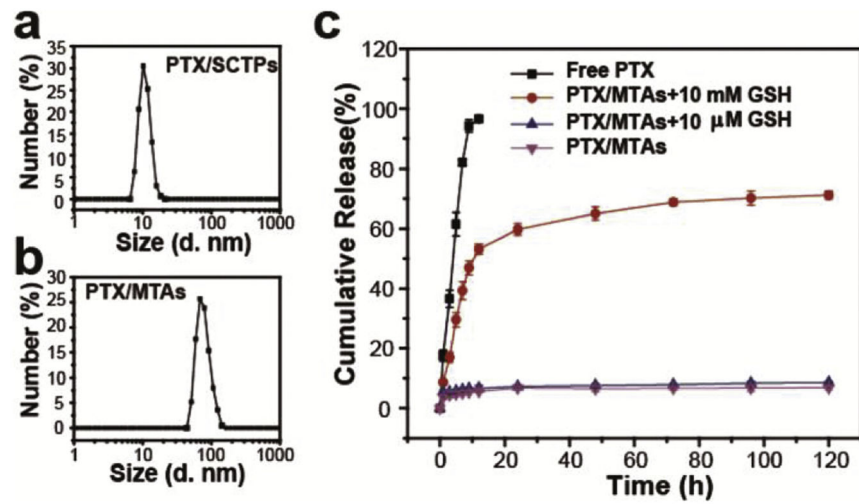 a
PTX/SCTPs
Number (%)
35
30
25
20
15
10
5
0
1 10 100 1000
Size (d. nm)
b
PTX/MTAs
Number (%)
30
25
20
15
10
5
0
1 10 100 1000
Size (d. nm)
c
Cumulative Release(%)
120
100
80
60
40
20
0
Free PTX
PTX/MTAs+10 mM GSH
PTX/MTAs+10 μM GSH
PTX/MTAs
0 20 40 60 80 100 120
Time (h)